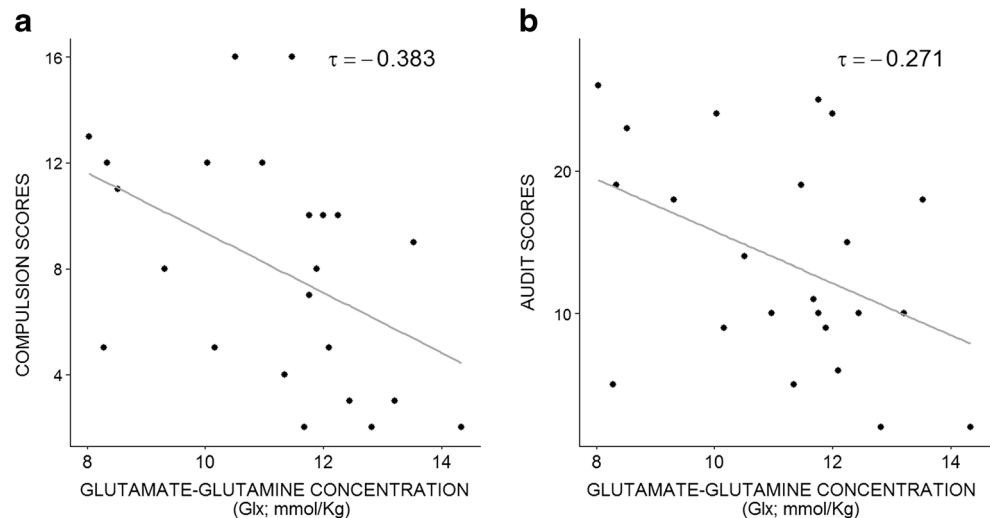 a
τ = −0.383
16
12
8
4
COMPULSION SCORES
8 10 12 14
GLUTAMATE-GLUTAMINE CONCENTRATION
(Glx; mmol/Kg)
b
τ = −0.271
20
10
AUDIT SCORES
8 10 12 14
GLUTAMATE-GLUTAMINE CONCENTRATION
(Glx; mmol/Kg)